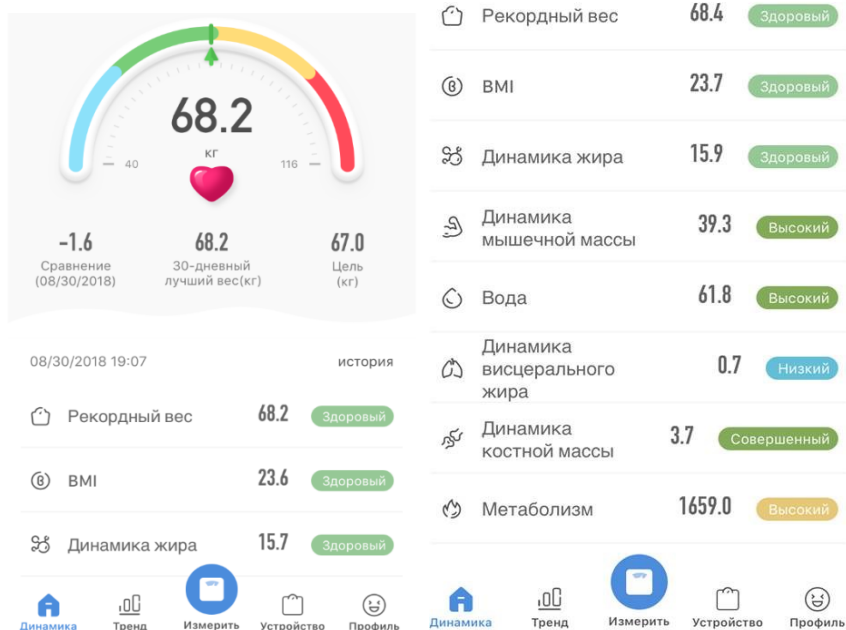 68.2
кг
40
116
-1.6
68.2
67.0
Сравнение
(08/30/2018)
30-дневный
лучший вес(кг)
Цель
(кг)
08/30/2018 19:07
история
Рекордный вес
68.2
Здоровый
BMI
23.6
Здоровый
Динамика жира
15.7
Здоровый
Динамика
Тренд
Измерить
Устройство
Профиль
Рекордный вес
68.4
Здоровый
BMI
23.7
Здоровый
Динамика жира
15.9
Здоровый
Динамика
мышечной массы
39.3
Высокий
Вода
61.8
Высокий
Динамика
висцерального
жира
0.7
Низкий
Динамика
костной массы
3.7
Совершенный
Метаболизм
1659.0
Высокий
Динамика
Тренд
Измерить
Устройство
Профиль